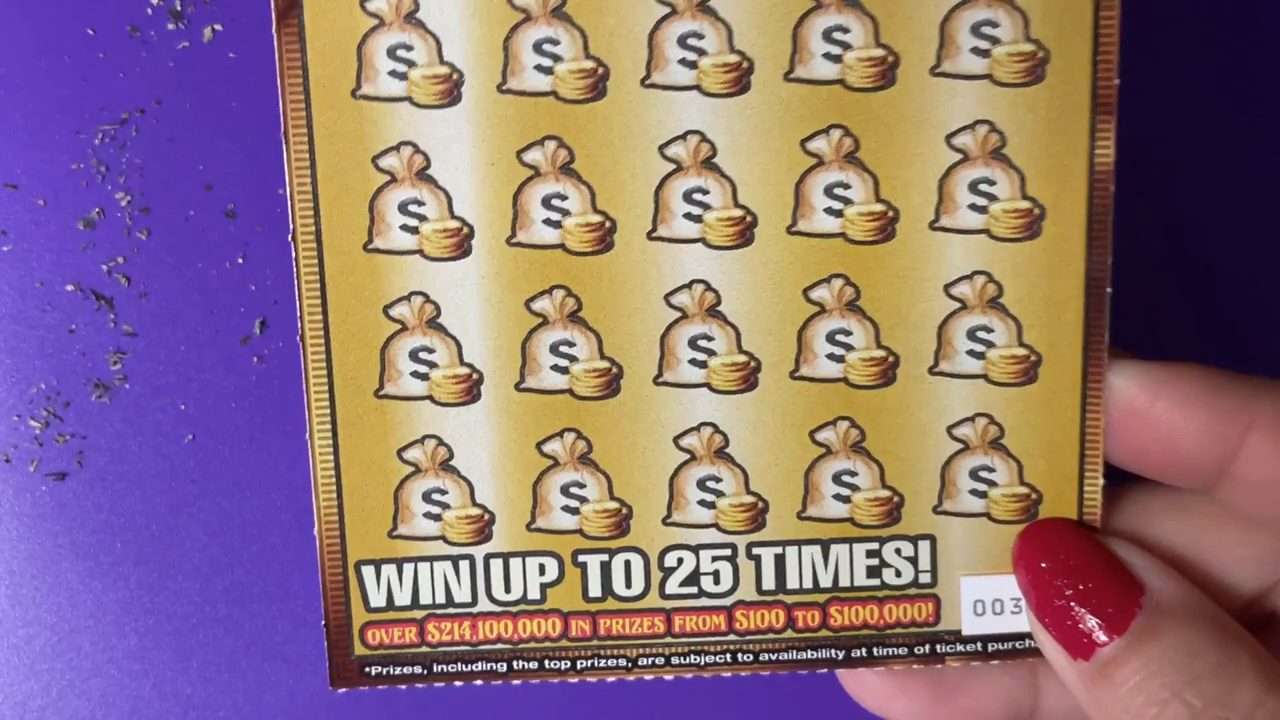 $ $ $ $ $
$ $ $ $ $
$ $ $ $ $
$ $ $ $ $
WIN UP TO 25 TIMES!
OVER $214,100,000 IN PRIZES FROM $100 TO $100,000!
003
*Prizes, including the top prizes, are subject to availability at time of ticket